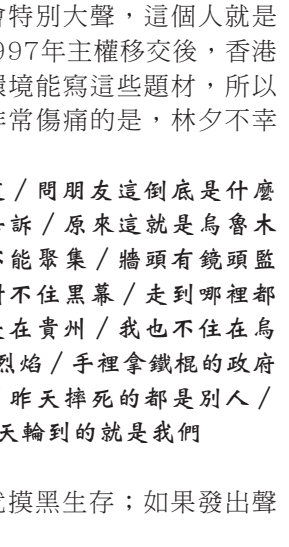 會特別大聲，這個人就是
997年主權移交後，香港
環境能寫這些題材，所以
非常傷痛的是，林夕不幸
/ 問朋友這倒底是什麼
訴 / 原來這就是烏魯木
能聚集 / 牆頭有鏡頭監
不住黑幕 / 走到哪裡都
在貴州 / 我也不住在烏
烈焰 / 手裡拿鐵棍的政府
昨天摔死的都是別人 /
天輪到的就是我們
摸黑生存；如果發出聲